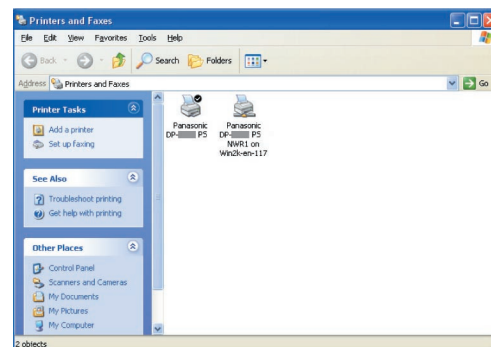 Printers and Faxes
File Edit View Favorites Tools Help
Back Search Folders
Address Printers and Faxes Go
Printer Tasks
Add a printer
Set up faxing
See Also
Troubleshoot printing
Get help with printing
Other Places
Control Panel
Scanners and Cameras
My Documents
My Pictures
My Computer
Panasonic
DP- PS
Panasonic
DP- PS
NWR1 on
Win2k-en-117
2 objects